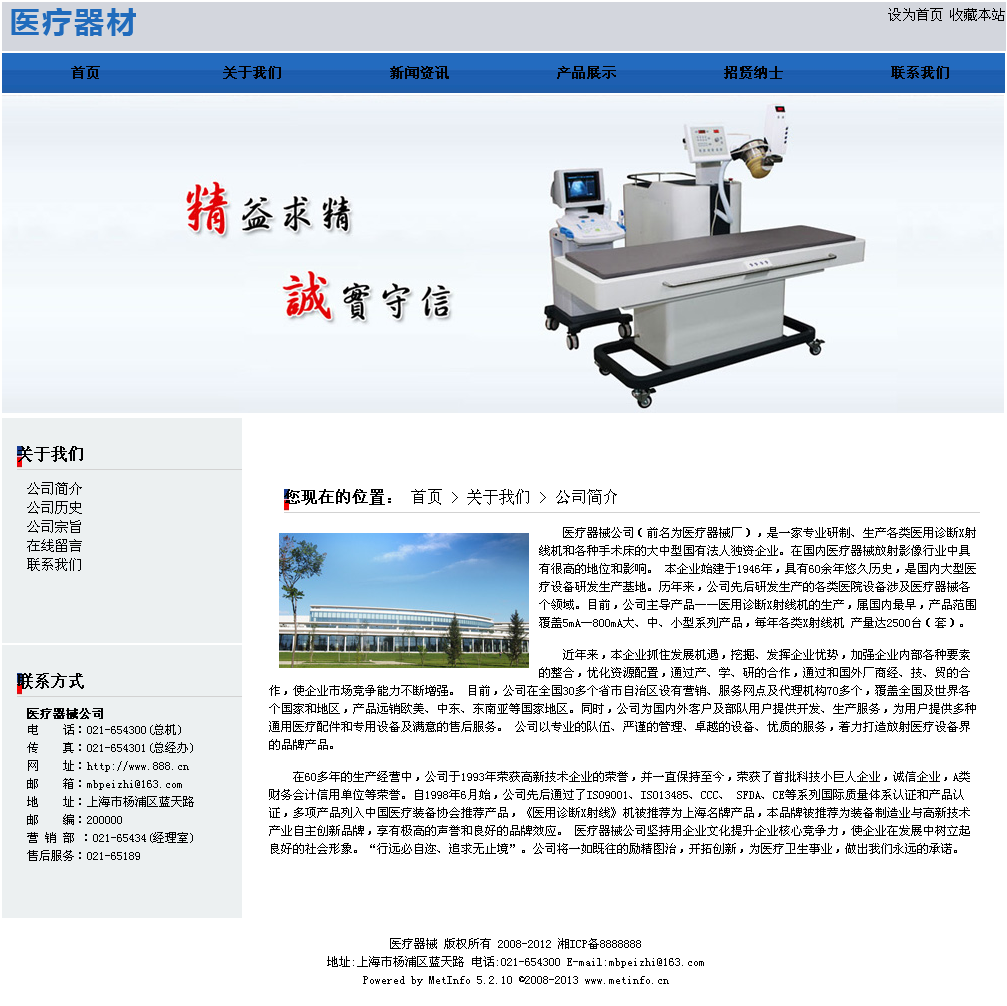 医疗器材
设为首页 收藏本站
首页 关于我们 新闻资讯 产品展示 招贤纳士 联系我们
精益求精
誠實守信
关于我们
公司简介
公司历史
公司宗旨
在线留言
联系我们
联系方式
医疗器械公司
电 话：021-654300(总机)
传 真：021-654301(总经办)
网 址：http://www.888.cn
邮 箱：mbpeizhi@163.com
地 址：上海市杨浦区蓝天路
邮 编：200000
营 销 部 ：021-65434(经理室)
售后服务：021-65189
您现在的位置： 首页 > 关于我们 > 公司简介
医疗器械公司（前名为医疗器械厂），是一家专业研制、生产各类医用诊断X射
线机和各种手术床的大中型国有法人独资企业。在国内医疗器械放射影像行业中具
有很高的地位和影响。 本企业始建于1946年，具有60余年悠久历史，是国内大型医
疗设备研发生产基地。历年来，公司先后研发生产的各类医院设备涉及医疗器械各
个领域。目前，公司主导产品一一医用诊断X射线机的生产，属国内最早，产品范围
覆盖5mA—800mA大、中、小型系列产品，每年各类X射线机 产量达2500台（套）。
近年来，本企业抓住发展机遇，挖掘、发挥企业优势，加强企业内部各种要素
的整合，优化资源配置，通过产、学、研的合作，通过和国外厂商经、技、贸的合
作，使企业市场竞争能力不断增强。 目前，公司在全国30多个省市自治区设有营销、服务网点及代理机构70多个，覆盖全国及世界各
个国家和地区，产品远销欧美、中东、东南亚等国家地区。同时，公司为国内外客户及部队用户提供开发、生产服务，为用户提供多种
通用医疗配件和专用设备及满意的售后服务。 公司以专业的队伍、严谨的管理、卓越的设备、优质的服务，着力打造放射医疗设备界
的品牌产品。
在60多年的生产经营中，公司于1993年荣获高新技术企业的荣誉，并一直保持至今，荣获了首批科技小巨人企业，诚信企业，A类
财务会计信用单位等荣誉。自1998年6月始，公司先后通过了ISO9001、ISO13485、CCC、 SFDA、CE等系列国际质量体系认证和产品认
证，多项产品列入中国医疗装备协会推荐产品，《医用诊断X射线》机被推荐为上海名牌产品，本品牌被推荐为装备制造业与高新技术
产业自主创新品牌，享有极高的声誉和良好的品牌效应。 医疗器械公司坚持用企业文化提升企业核心竞争力，使企业在发展中树立起
良好的社会形象。“行远必自迩、追求无止境”。公司将一如既往的励精图治，开拓创新，为医疗卫生事业，做出我们永远的承诺。
医疗器械 版权所有 2008-2012 湘ICP备8888888
地址:上海市杨浦区蓝天路 电话:021-654300 E-mail:mbpeizhi@163.com
Powered by MetInfo 5.2.10 ©2008-2013 www.metinfo.cn